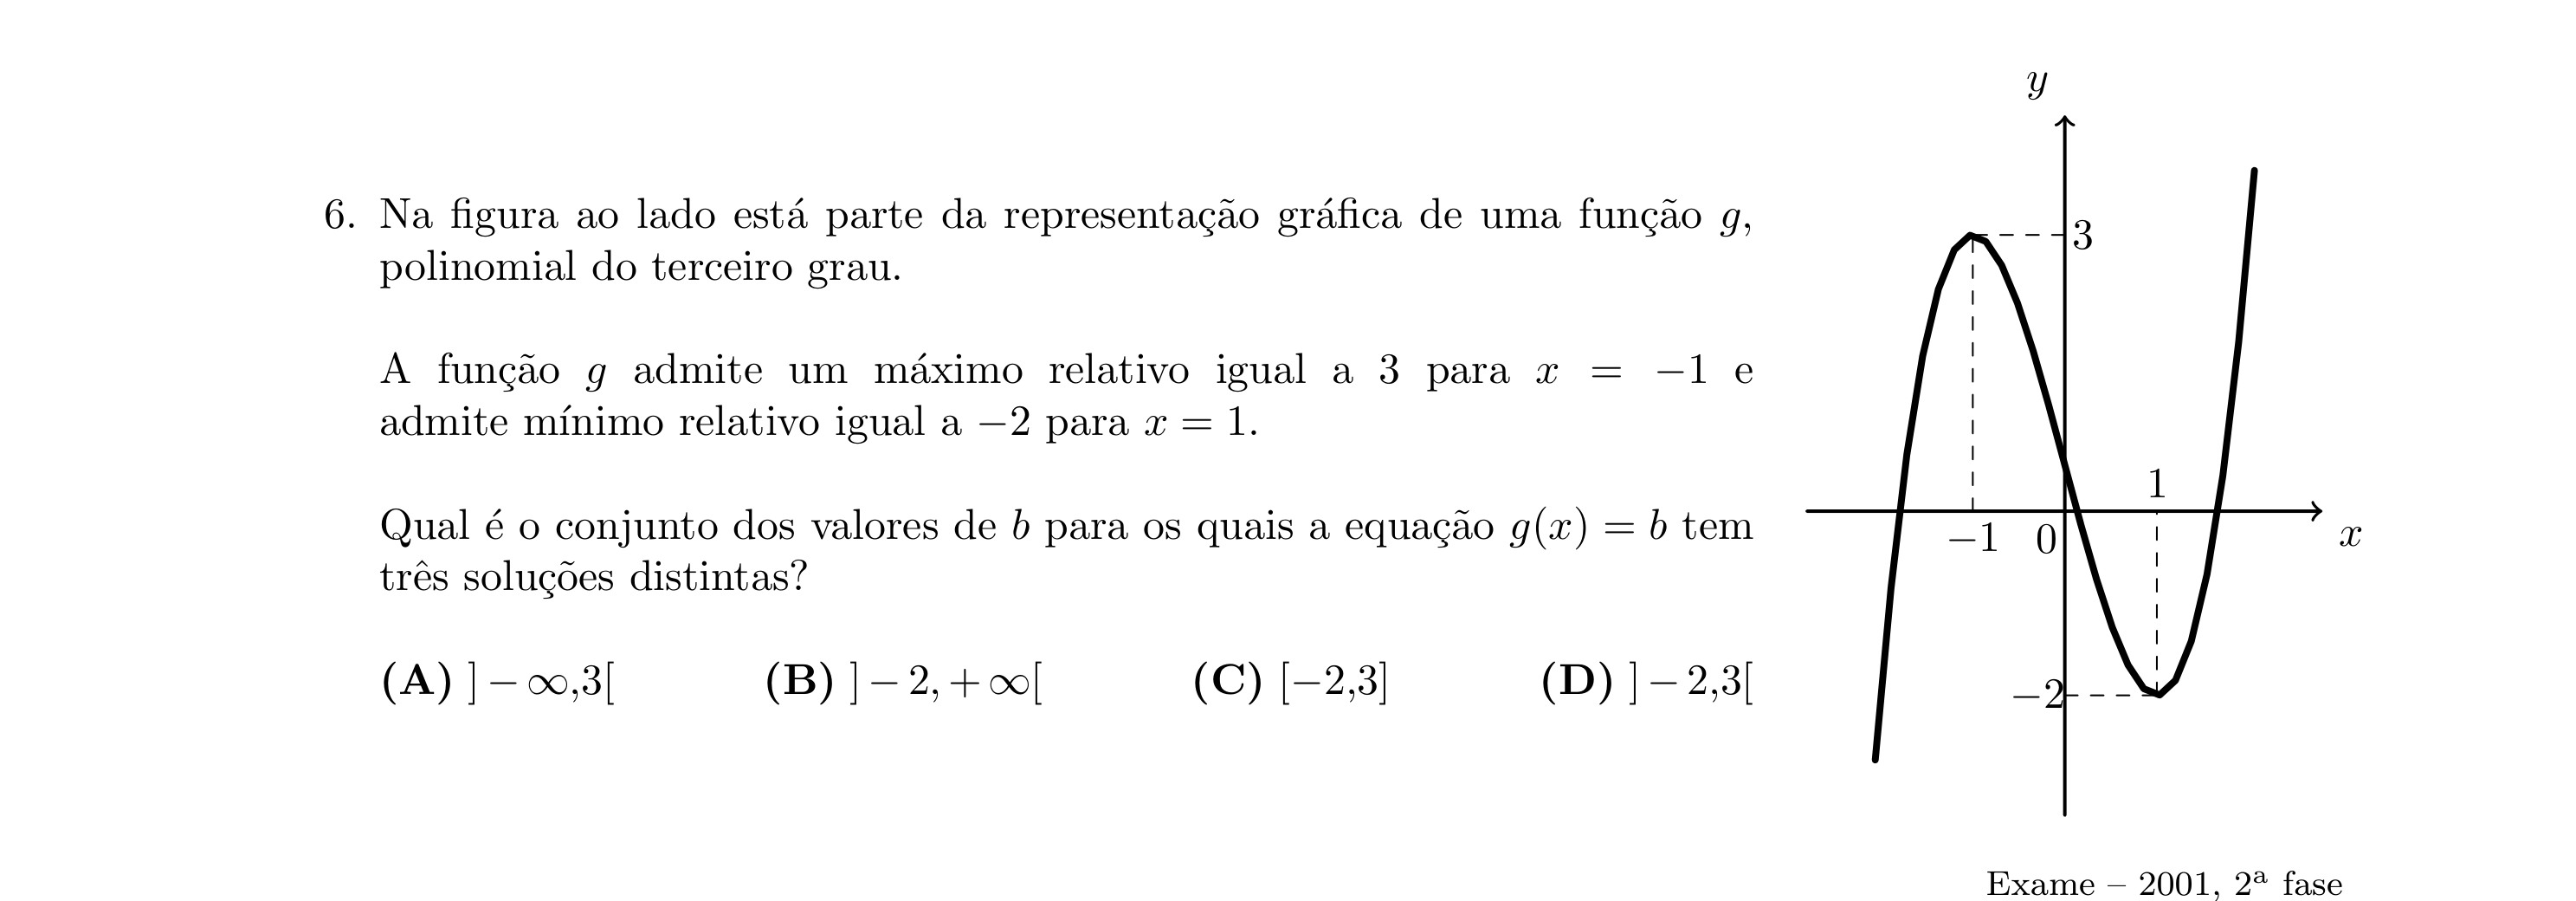 6. Na figura ao lado está parte da representação gráfica de uma função g,
polinomial do terceiro grau.
A função g admite um máximo relativo igual a 3 para x = −1 e
admite mínimo relativo igual a −2 para x = 1.
Qual é o conjunto dos valores de b para os quais a equação g(x) = b tem
três soluções distintas?
(A) ]−∞,3[ (B) ]−2,+∞[ (C) [−2,3] (D) ]−2,3[
y
3
1
−1 0 x
−2
Exame – 2001, 2ª fase